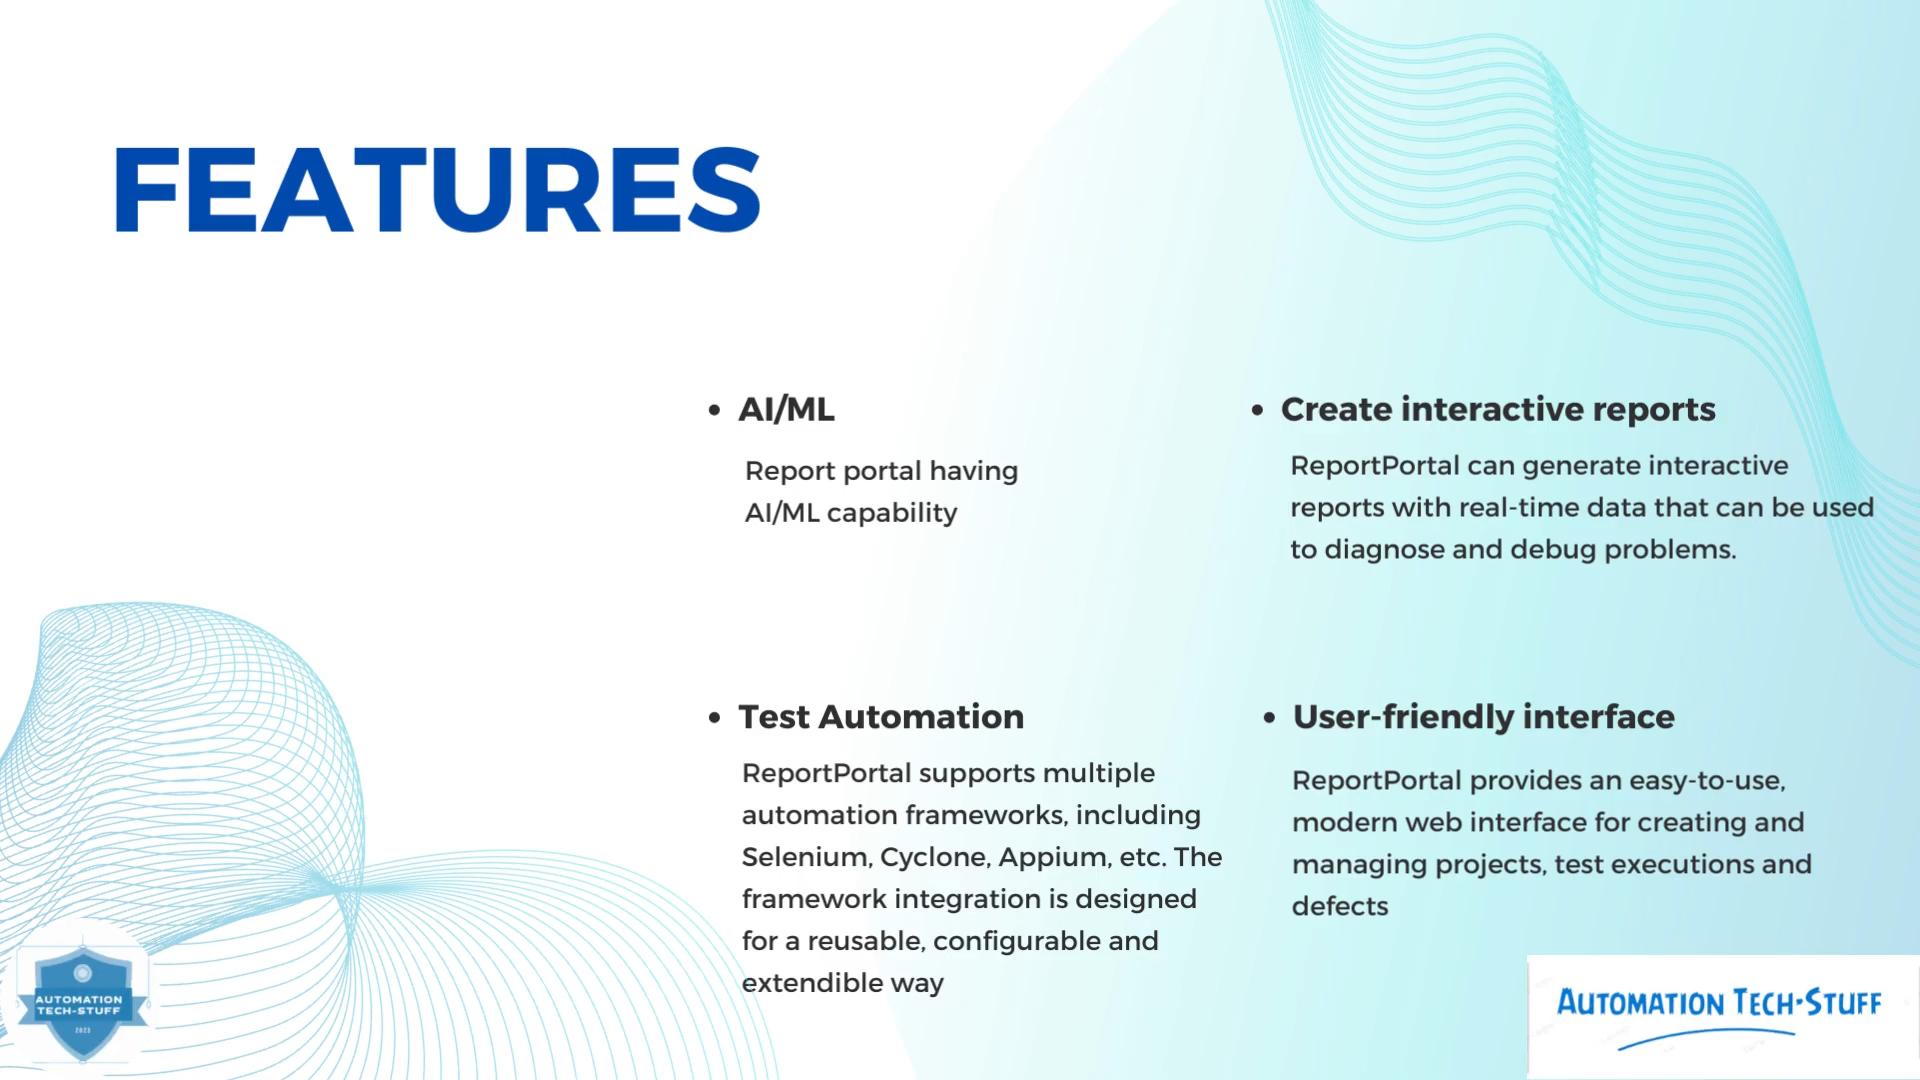 FEATURES
• AI/ML
Report portal having
AI/ML capability
• Create interactive reports
ReportPortal can generate interactive
reports with real-time data that can be used
to diagnose and debug problems.
• Test Automation
ReportPortal supports multiple
automation frameworks, including
Selenium, Cyclone, Appium, etc. The
framework integration is designed
for a reusable, configurable and
extendible way
• User-friendly interface
ReportPortal provides an easy-to-use,
modern web interface for creating and
managing projects, test executions and
defects
AUTOMATION
TECH-STUFF
2023
AUTOMATION TECH-STUFF